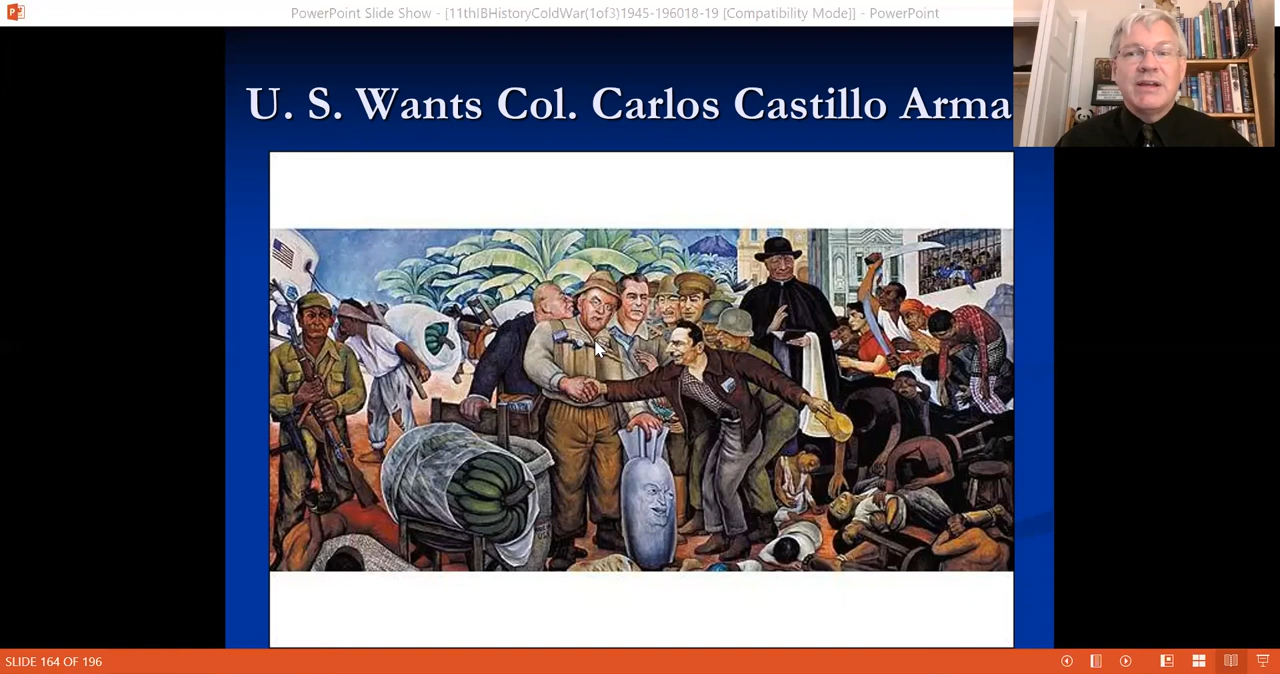 PowerPoint Slide Show - [11thIBHistoryColdWar(1of3)1945-196018-19 [Compatibility Mode]] - PowerPoint
U. S. Wants Col. Carlos Castillo Arma
SLIDE 164 OF 196